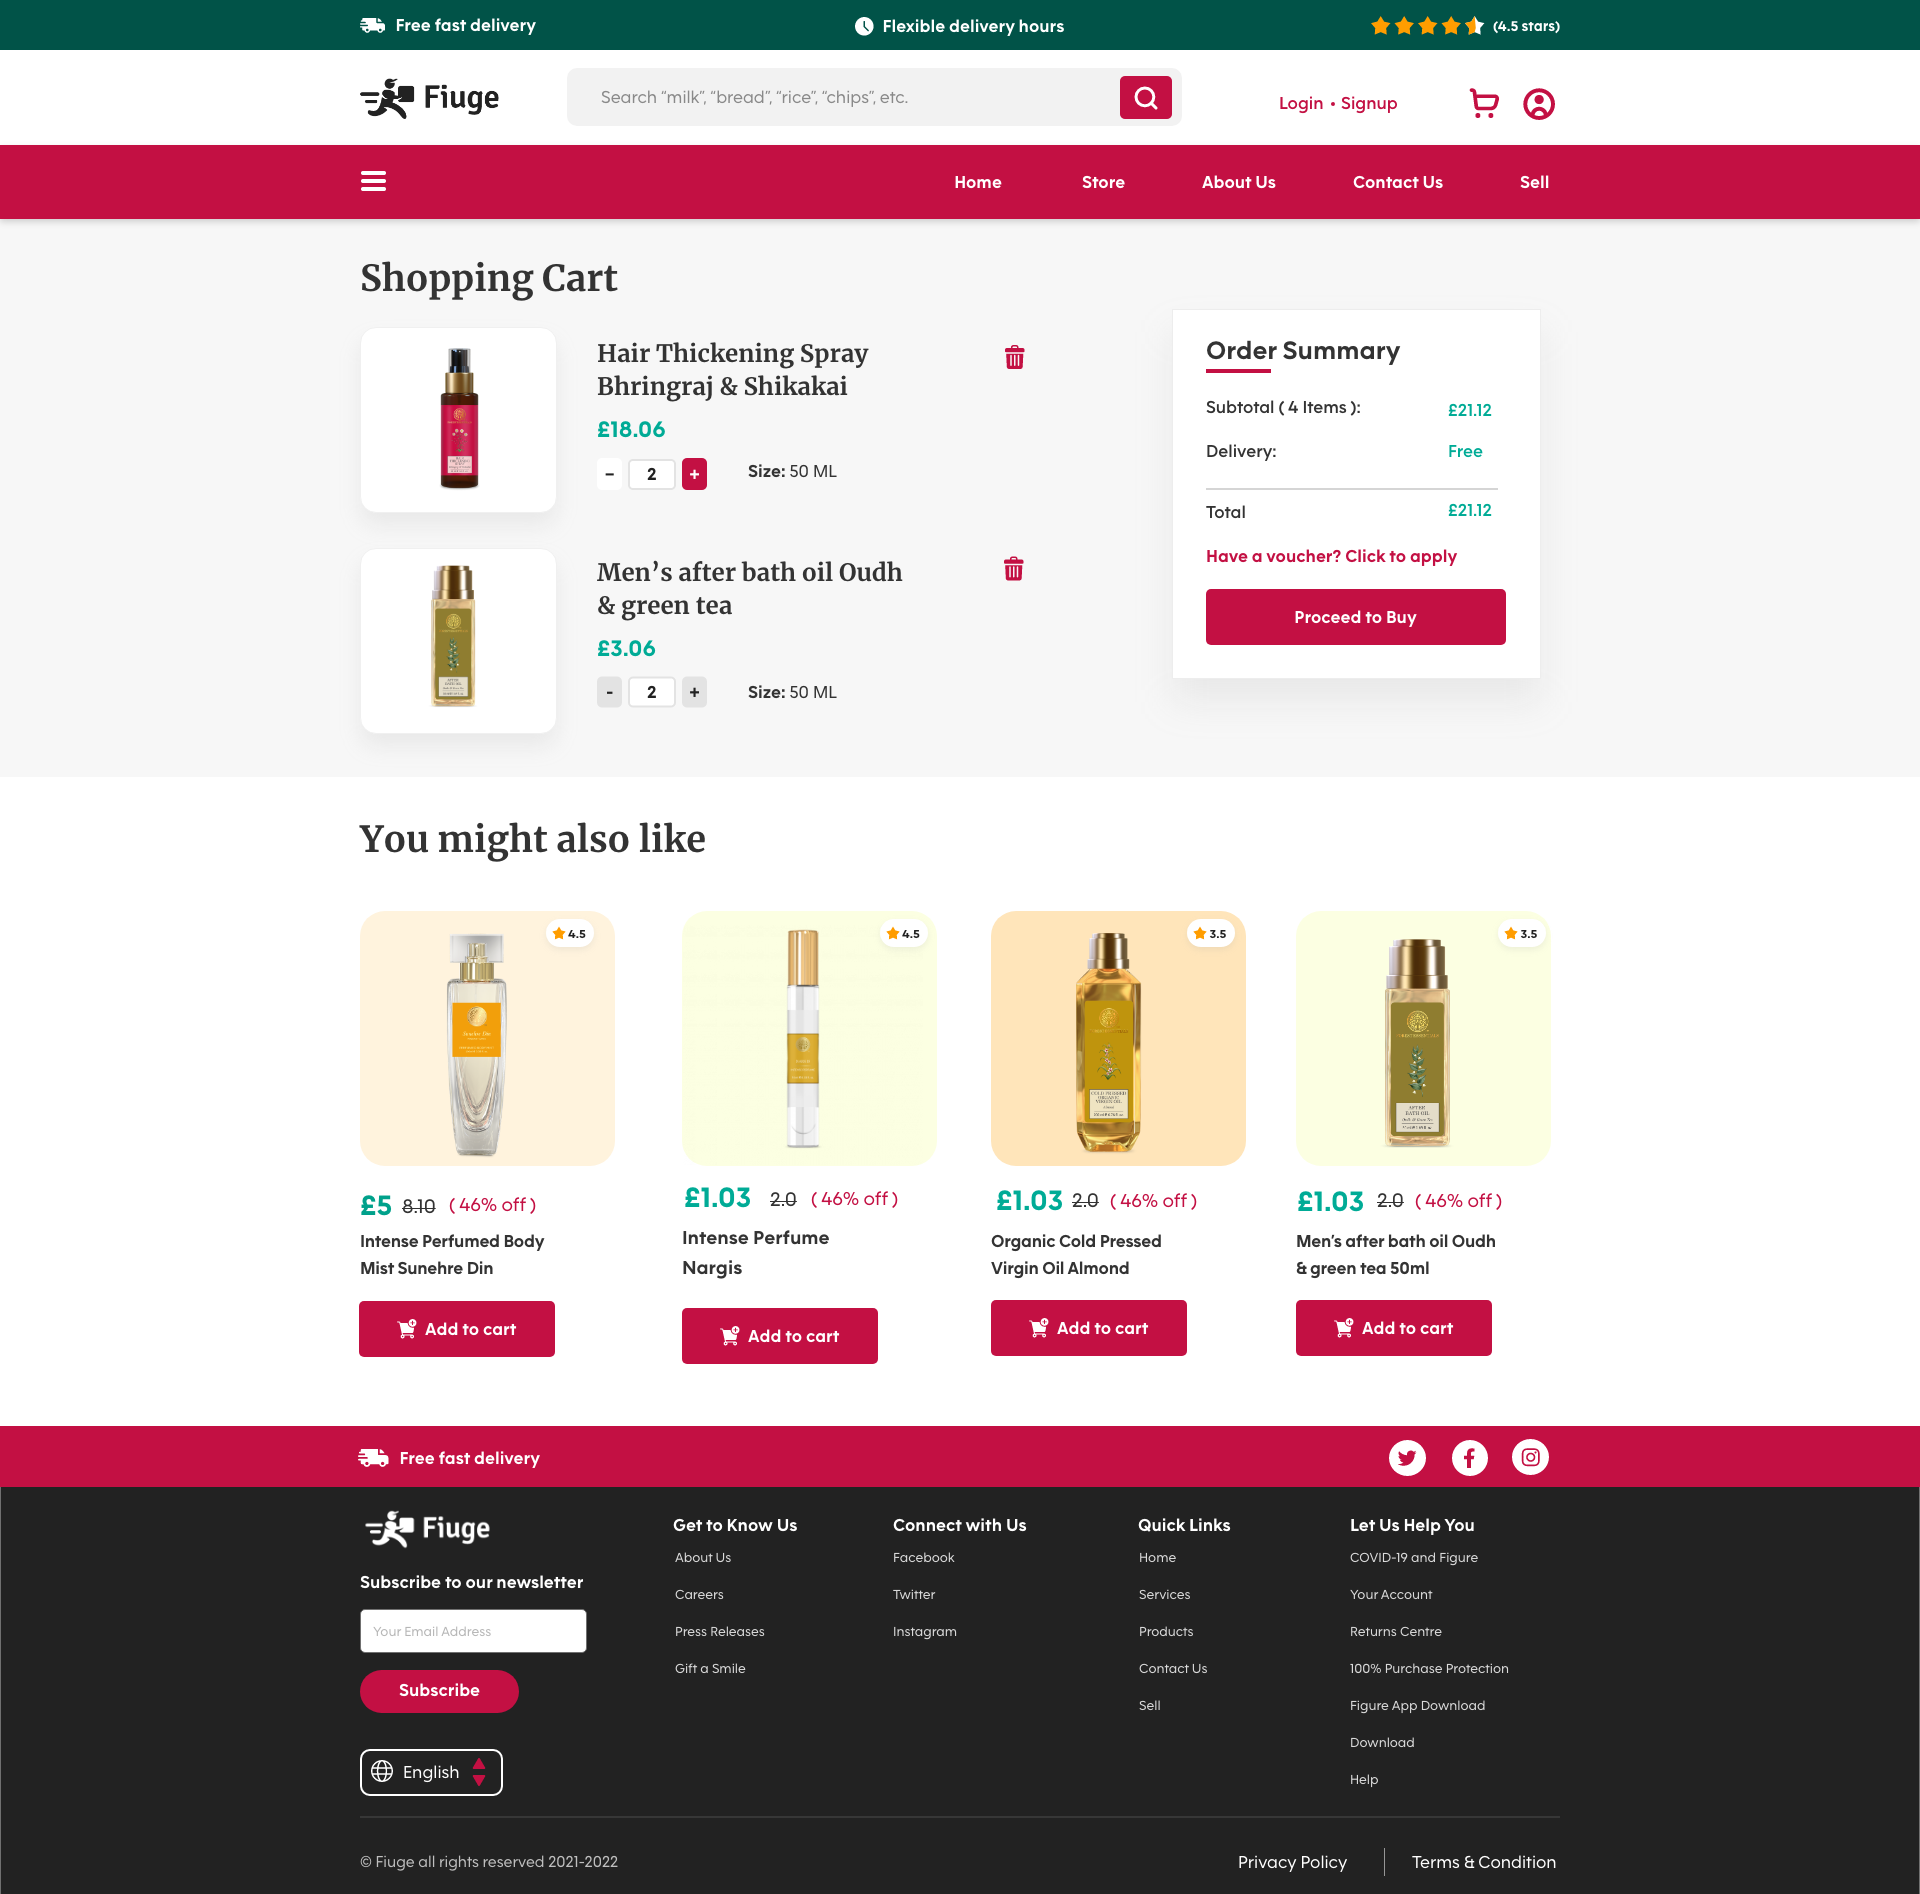 Free fast delivery
Flexible delivery hours
(4.5 stars)
Fiuge
Search “milk”, “bread”, “rice”, “chips”, etc.
Login • Signup
Home
Store
About Us
Contact Us
Sell
Shopping Cart
Hair Thickening Spray
Bhringraj & Shikakai
£18.06
- 2 +
Size: 50 ML
Men’s after bath oil Oudh
& green tea
£3.06
- 2 +
Size: 50 ML
Order Summary
Subtotal ( 4 Items ):
£21.12
Delivery:
Free
Total
£21.12
Have a voucher? Click to apply
Proceed to Buy
You might also like
4.5
Sunehre Din
4.5
3.5
COLD PRESSED
ORGANIC
VIRGIN OIL
3.5
AFTER
BATH OIL
£5 8.10 ( 46% off )
Intense Perfumed Body
Mist Sunehre Din
Add to cart
£1.03 2.0 ( 46% off )
Intense Perfume
Nargis
Add to cart
£1.03 2.0 ( 46% off )
Organic Cold Pressed
Virgin Oil Almond
Add to cart
£1.03 2.0 ( 46% off )
Men’s after bath oil Oudh
& green tea 50ml
Add to cart
Free fast delivery
Fiuge
Subscribe to our newsletter
Your Email Address
Subscribe
English
Get to Know Us
About Us
Careers
Press Releases
Gift a Smile
Connect with Us
Facebook
Twitter
Instagram
Quick Links
Home
Services
Products
Contact Us
Sell
Let Us Help You
COVID-19 and Figure
Your Account
Returns Centre
100% Purchase Protection
Figure App Download
Download
Help
© Fiuge all rights reserved 2021-2022
Privacy Policy
Terms & Condition